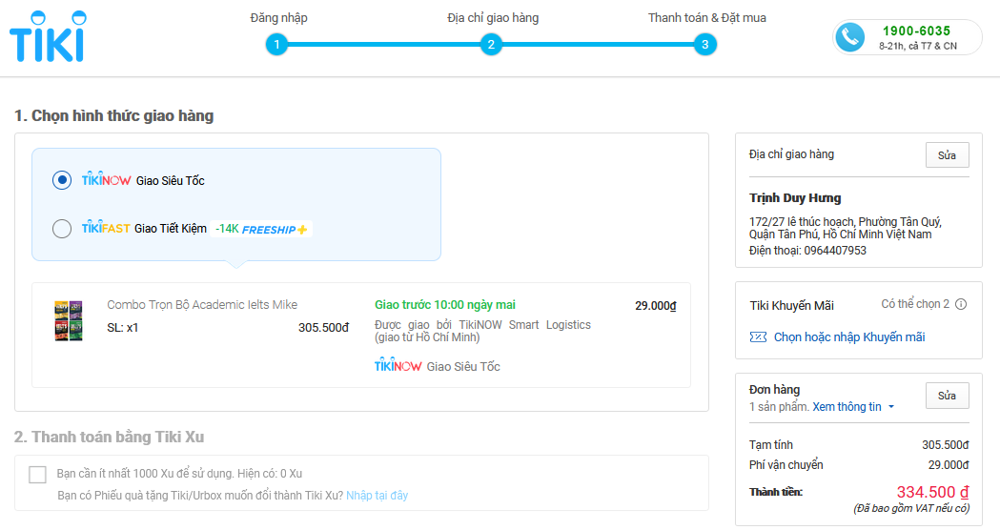 TIKI
Đăng nhập
Địa chỉ giao hàng
Thanh toán & Đặt mua
1
2
3
1900-6035
8-21h, cả T7 & CN
1. Chọn hình thức giao hàng
TIKINOW Giao Siêu Tốc
TIKIFAST Giao Tiết Kiệm -14K FREESHIP+
Combo Trọn Bộ Academic Ielts Mike
SL: x1
305.500đ
Giao trước 10:00 ngày mai
29.000₫
Được giao bởi TikiNOW Smart Logistics
(giao từ Hồ Chí Minh)
TIKINOW Giao Siêu Tốc
2. Thanh toán bằng Tiki Xu
Bạn cần ít nhất 1000 Xu để sử dụng. Hiện có: 0 Xu
Bạn có Phiếu quà tặng Tiki/Urbox muốn đổi thành Tiki Xu? Nhập tại đây
Địa chỉ giao hàng
Sửa
Trịnh Duy Hưng
172/27 lê thúc hoạch, Phường Tân Quý,
Quận Tân Phú, Hồ Chí Minh Việt Nam
Điện thoại: 0964407953
Tiki Khuyến Mãi
Có thể chọn 2
Chọn hoặc nhập Khuyến mãi
Đơn hàng
1 sản phẩm. Xem thông tin
Sửa
Tạm tính
305.500đ
Phí vận chuyển
29.000đ
Thành tiền:
334.500 ₫
(Đã bao gồm VAT nếu có)